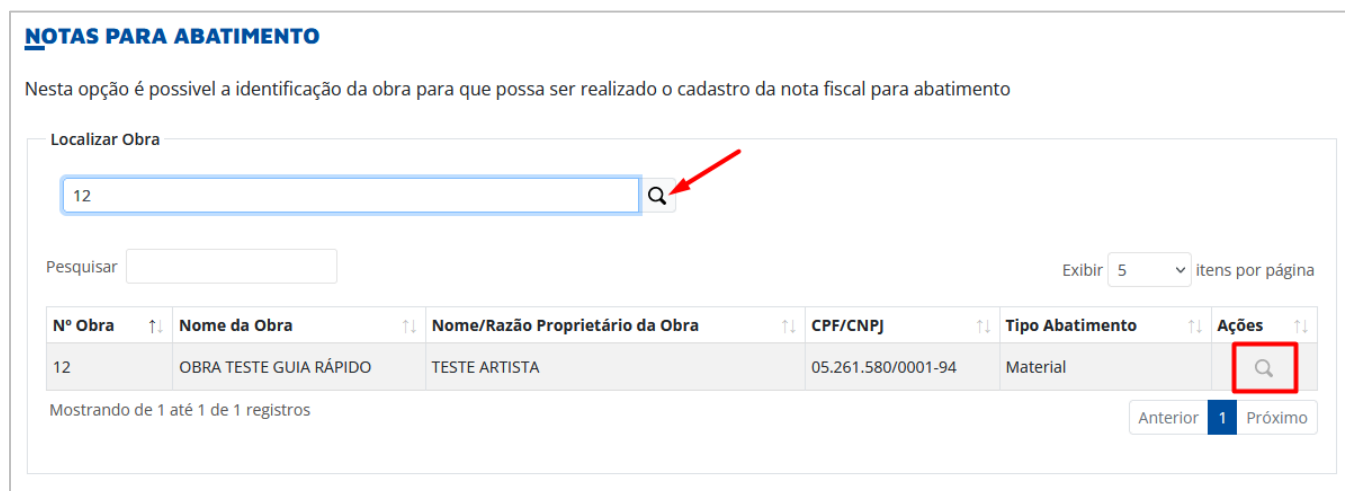 NOTAS PARA ABATIMENTO
Nesta opção é possivel a identificação da obra para que possa ser realizado o cadastro da nota fiscal para abatimento
Localizar Obra
12
Pesquisar
Exibir 5 itens por página
Nº Obra Nome da Obra Nome/Razão Proprietário da Obra CPF/CNPJ Tipo Abatimento Ações
12 OBRA TESTE GUIA RÁPIDO TESTE ARTISTA 05.261.580/0001-94 Material
Mostrando de 1 até 1 de 1 registros
Anterior 1 Próximo